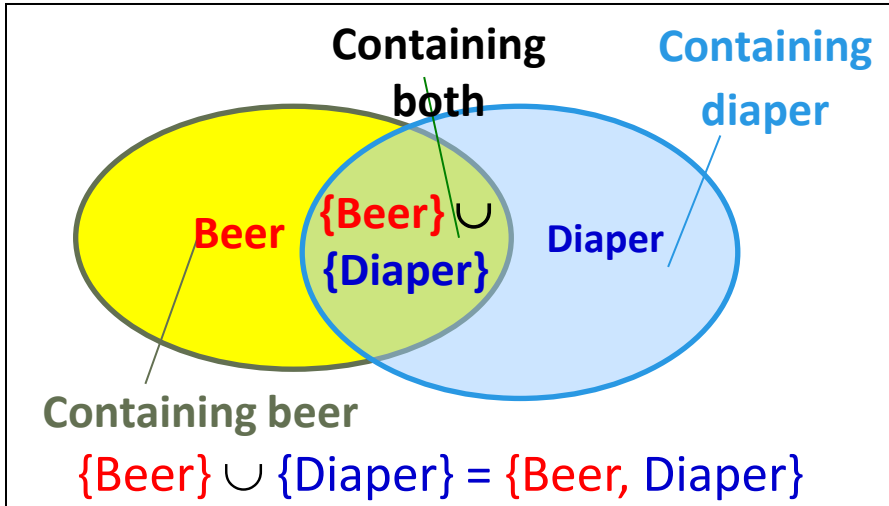 Containing
both
Containing
diaper
Beer
{Beer} ∪
{Diaper}
Diaper
Containing beer
{Beer} ∪ {Diaper} = {Beer, Diaper}